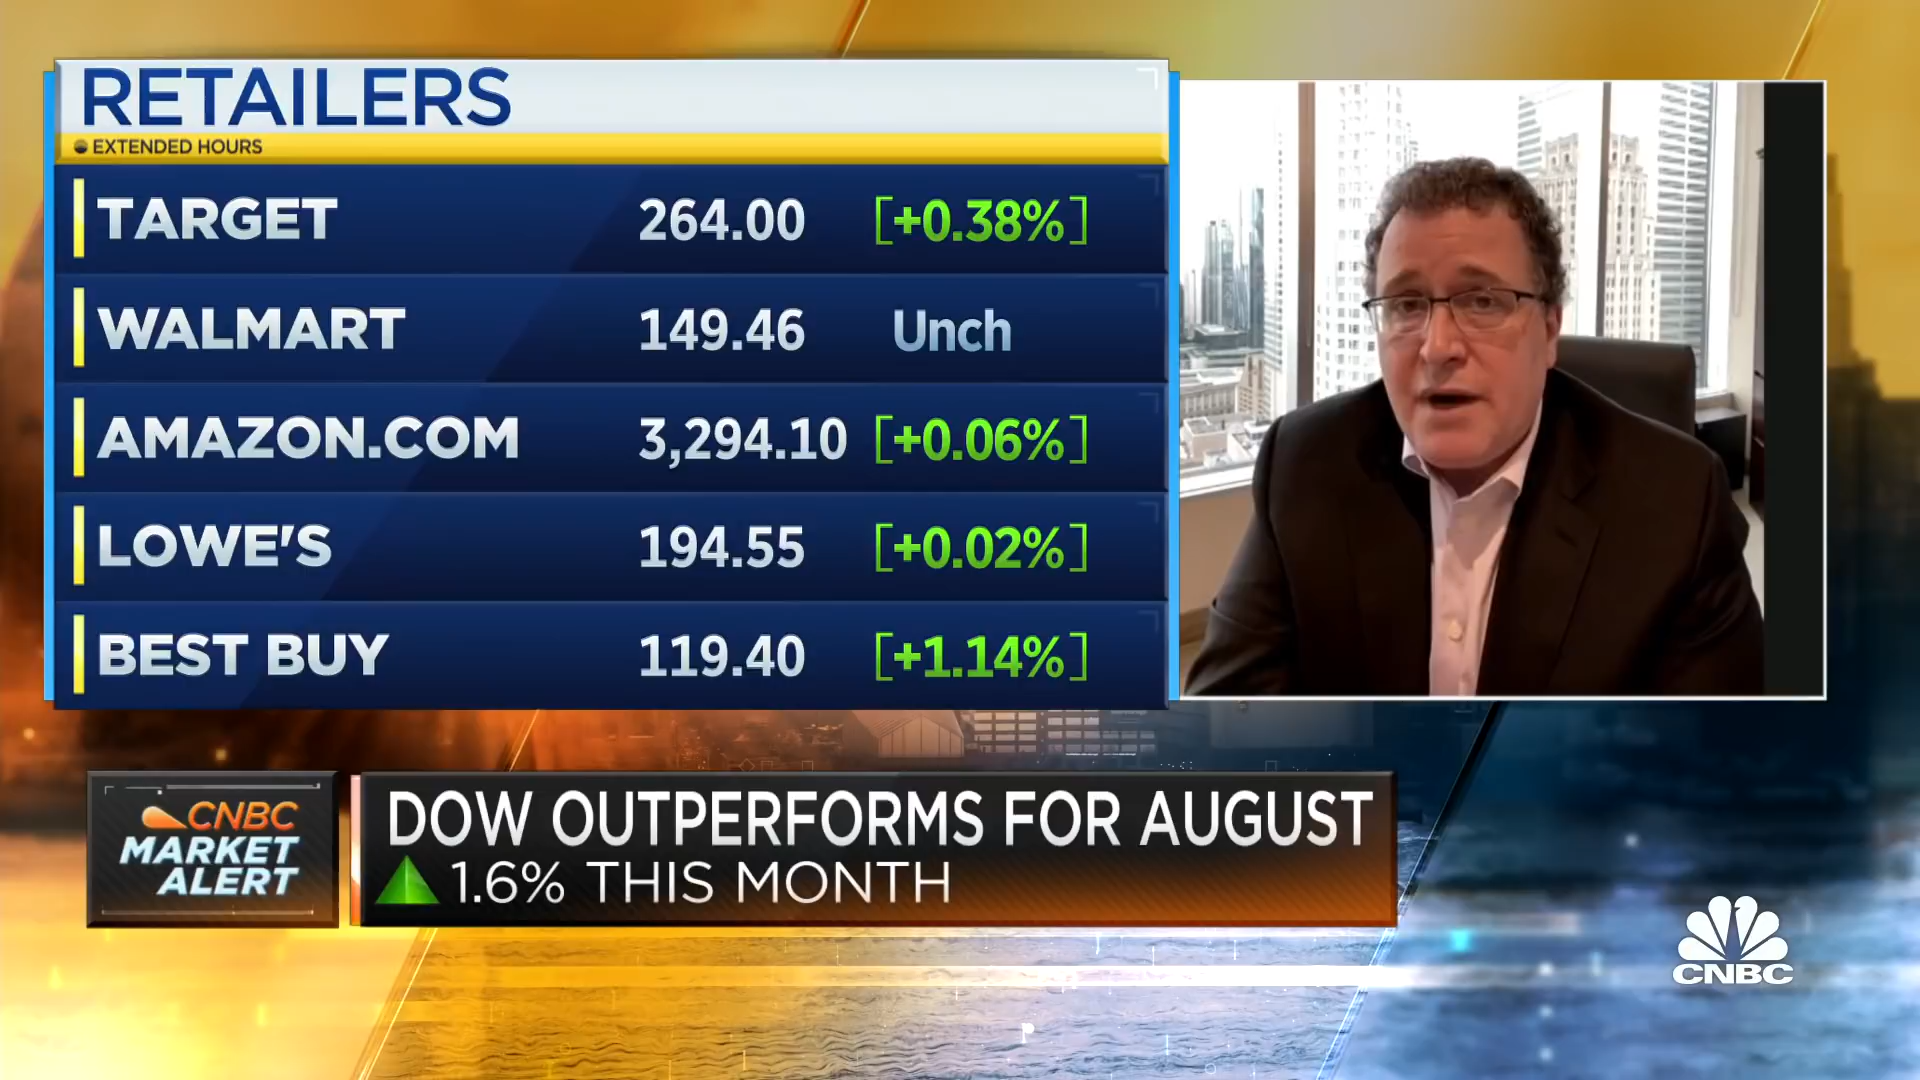 RETAILERS
EXTENDED HOURS
TARGET 264.00 [+0.38%]
WALMART 149.46 Unch
AMAZON.COM 3,294.10 [+0.06%]
LOWE'S 194.55 [+0.02%]
BEST BUY 119.40 [+1.14%]
CNBC
MARKET
ALERT
DOW OUTPERFORMS FOR AUGUST
1.6% THIS MONTH
CNBC